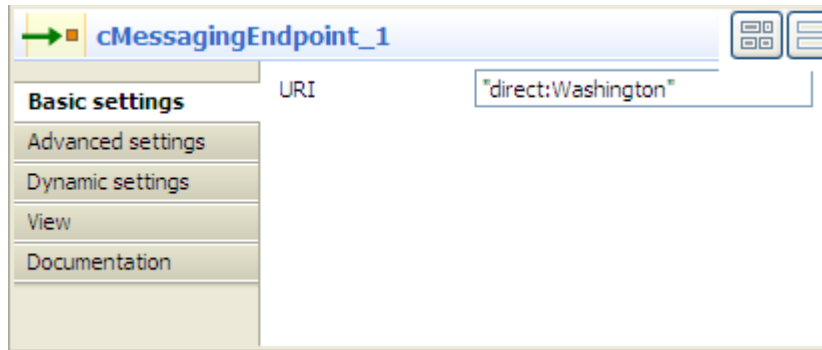 cMessagingEndpoint_1
Basic settings
URI "direct:Washington"
Advanced settings
Dynamic settings
View
Documentation